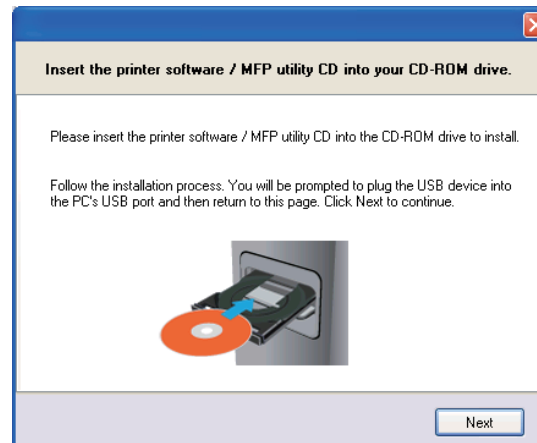 Insert the printer software / MFP utility CD into your CD-ROM drive.
Please insert the printer software / MFP utility CD into the CD-ROM drive to install.
Follow the installation process. You will be prompted to plug the USB device into
the PC's USB port and then return to this page. Click Next to continue.
Next